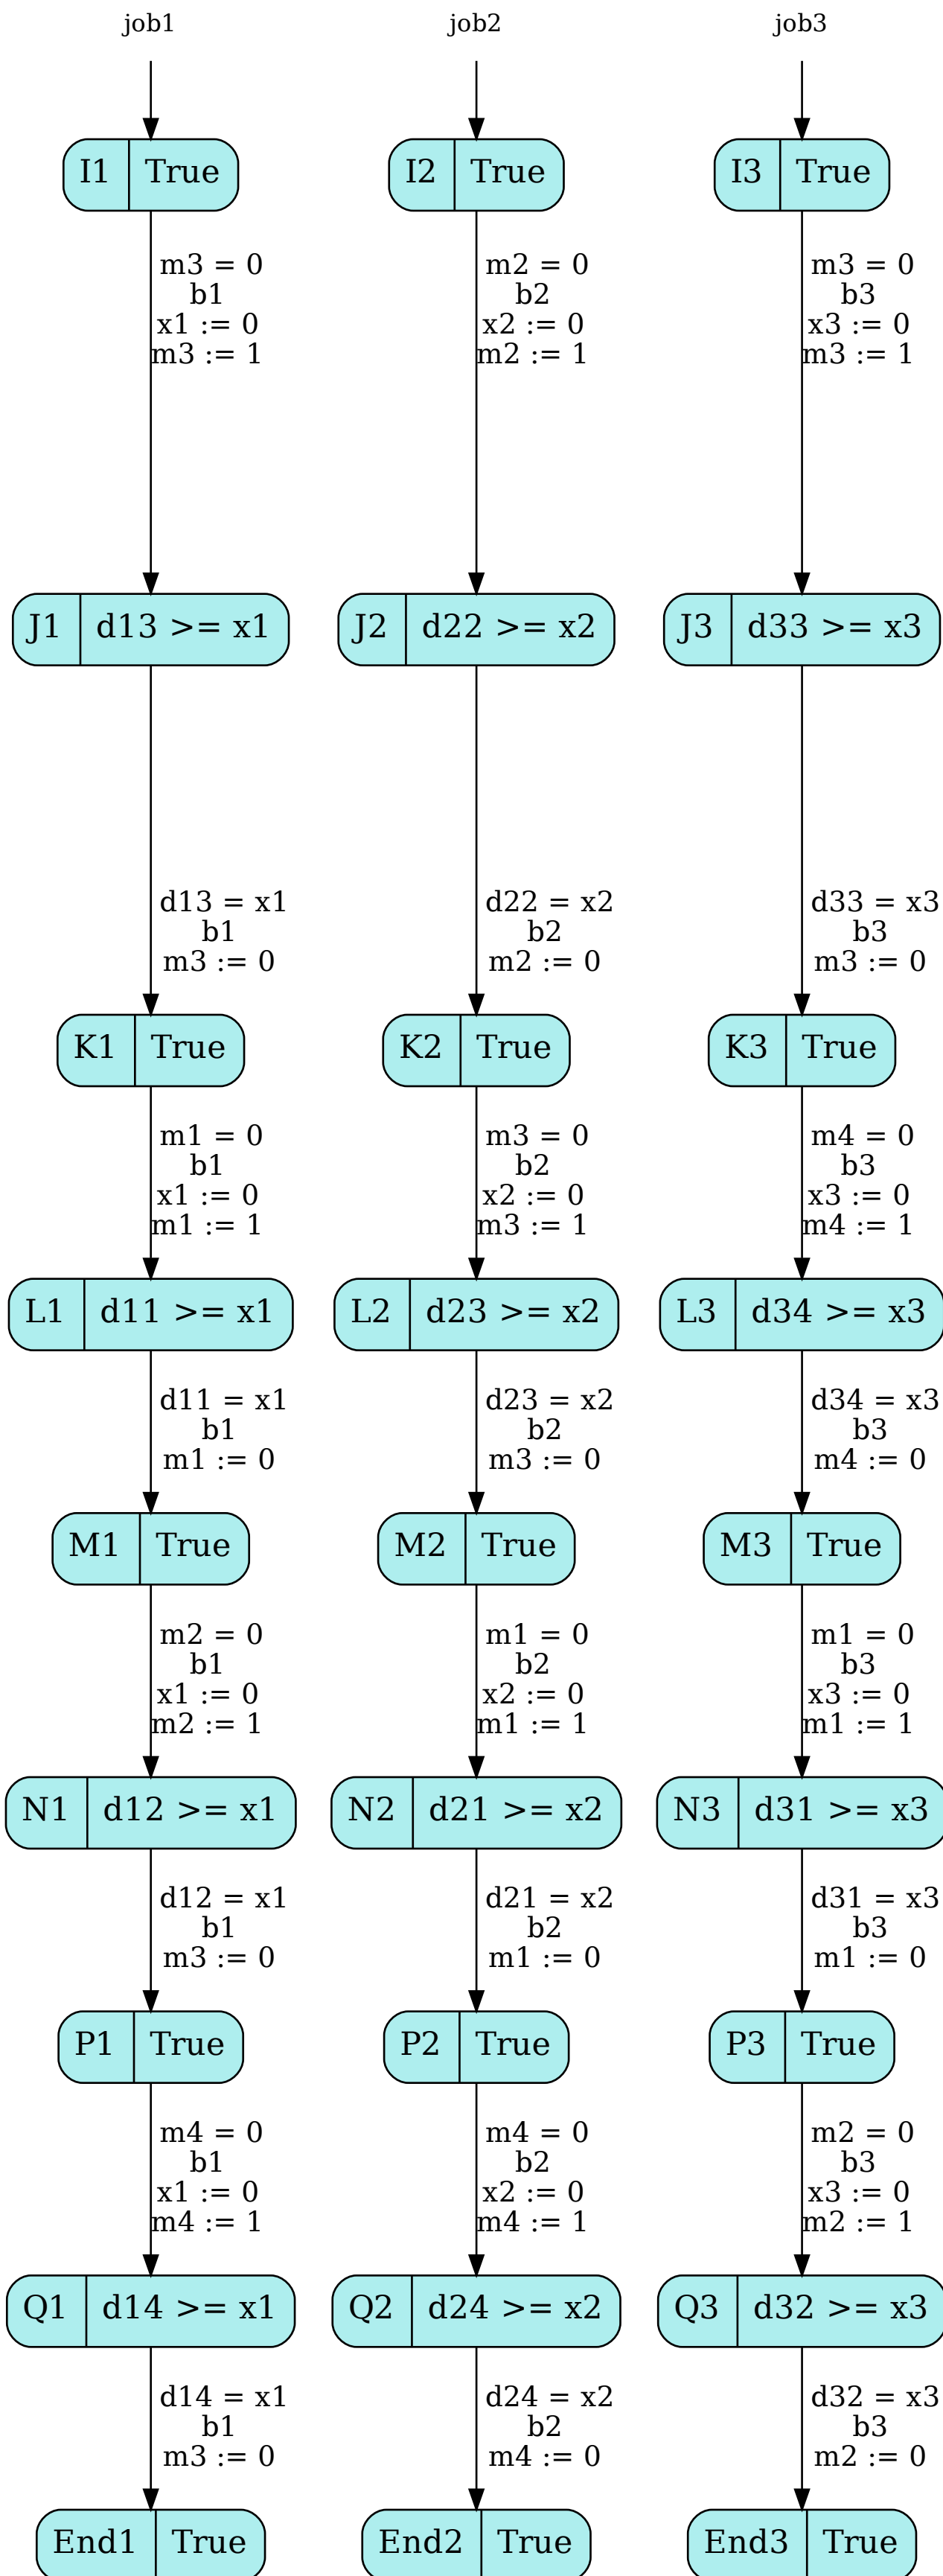 job1
job2
job3
I1 True
I2 True
I3 True
m3 = 0
b1
x1 := 0
m3 := 1
m2 = 0
b2
x2 := 0
m2 := 1
m3 = 0
b3
x3 := 0
m3 := 1
J1 d13 >= x1
J2 d22 >= x2
J3 d33 >= x3
d13 = x1
b1
m3 := 0
d22 = x2
b2
m2 := 0
d33 = x3
b3
m3 := 0
K1 True
K2 True
K3 True
m1 = 0
b1
x1 := 0
m1 := 1
m3 = 0
b2
x2 := 0
m3 := 1
m4 = 0
b3
x3 := 0
m4 := 1
L1 d11 >= x1
L2 d23 >= x2
L3 d34 >= x3
d11 = x1
b1
m1 := 0
d23 = x2
b2
m3 := 0
d34 = x3
b3
m4 := 0
M1 True
M2 True
M3 True
m2 = 0
b1
x1 := 0
m2 := 1
m1 = 0
b2
x2 := 0
m1 := 1
m1 = 0
b3
x3 := 0
m1 := 1
N1 d12 >= x1
N2 d21 >= x2
N3 d31 >= x3
d12 = x1
b1
m3 := 0
d21 = x2
b2
m1 := 0
d31 = x3
b3
m1 := 0
P1 True
P2 True
P3 True
m4 = 0
b1
x1 := 0
m4 := 1
m4 = 0
b2
x2 := 0
m4 := 1
m2 = 0
b3
x3 := 0
m2 := 1
Q1 d14 >= x1
Q2 d24 >= x2
Q3 d32 >= x3
d14 = x1
b1
m3 := 0
d24 = x2
b2
m4 := 0
d32 = x3
b3
m2 := 0
End1 True
End2 True
End3 True